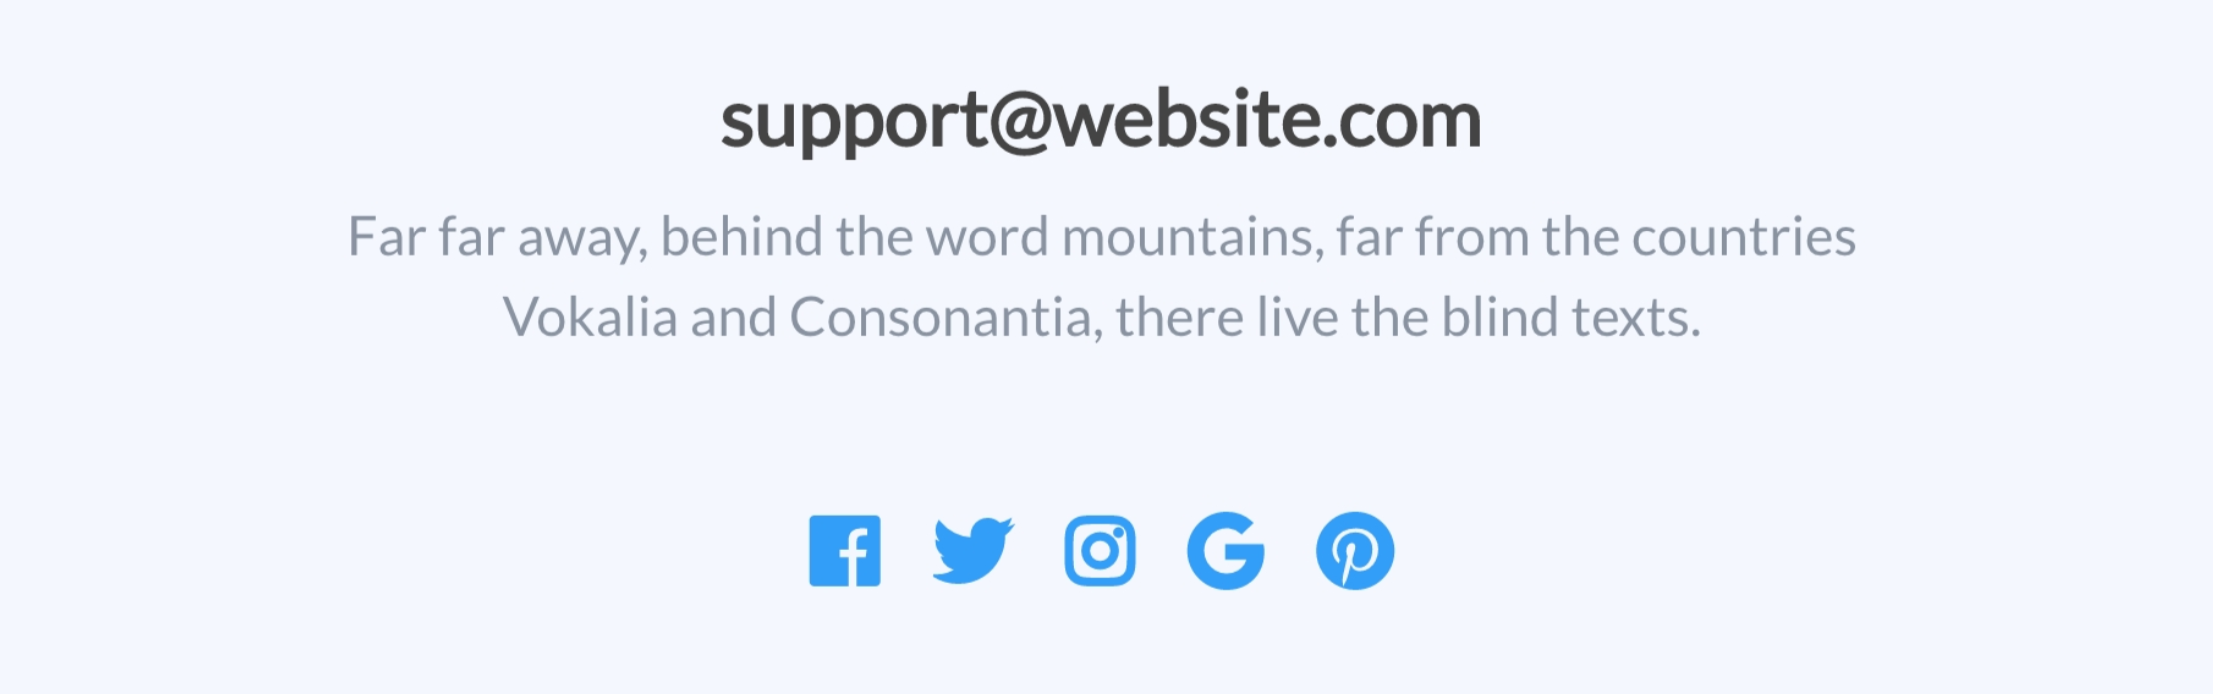 support@website.com
Far far away, behind the word mountains, far from the countries
Vokalia and Consonantia, there live the blind texts.